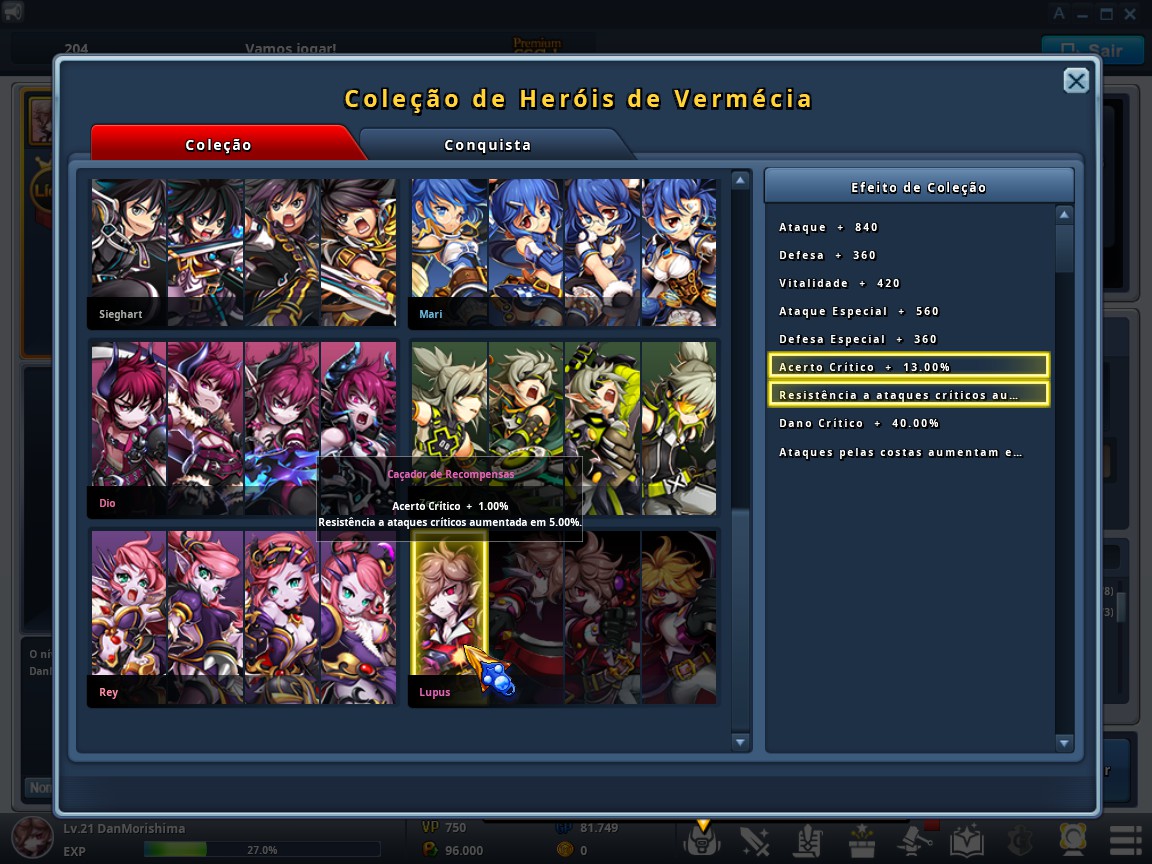 204
Vamos jogar!
Premium
A
Sair
Coleção de Heróis de Vermécia
Coleção
Conquista
Efeito de Coleção
Ataque + 840
Defesa + 360
Vitalidade + 420
Ataque Especial + 560
Defesa Especial + 360
Acerto Crítico + 13.00%
Resistência a ataques críticos au...
Dano Crítico + 40.00%
Ataques pelas costas aumentam e...
Sieghart
Mari
Dio
Caçador de Recompensas
Acerto Crítico + 1.00%
Resistência a ataques críticos aumentada em 5.00%.
Rey
Lupus
Lv.21 DanMorishima
EXP
27.0%
VP 750
GP 81.749
96.000
0